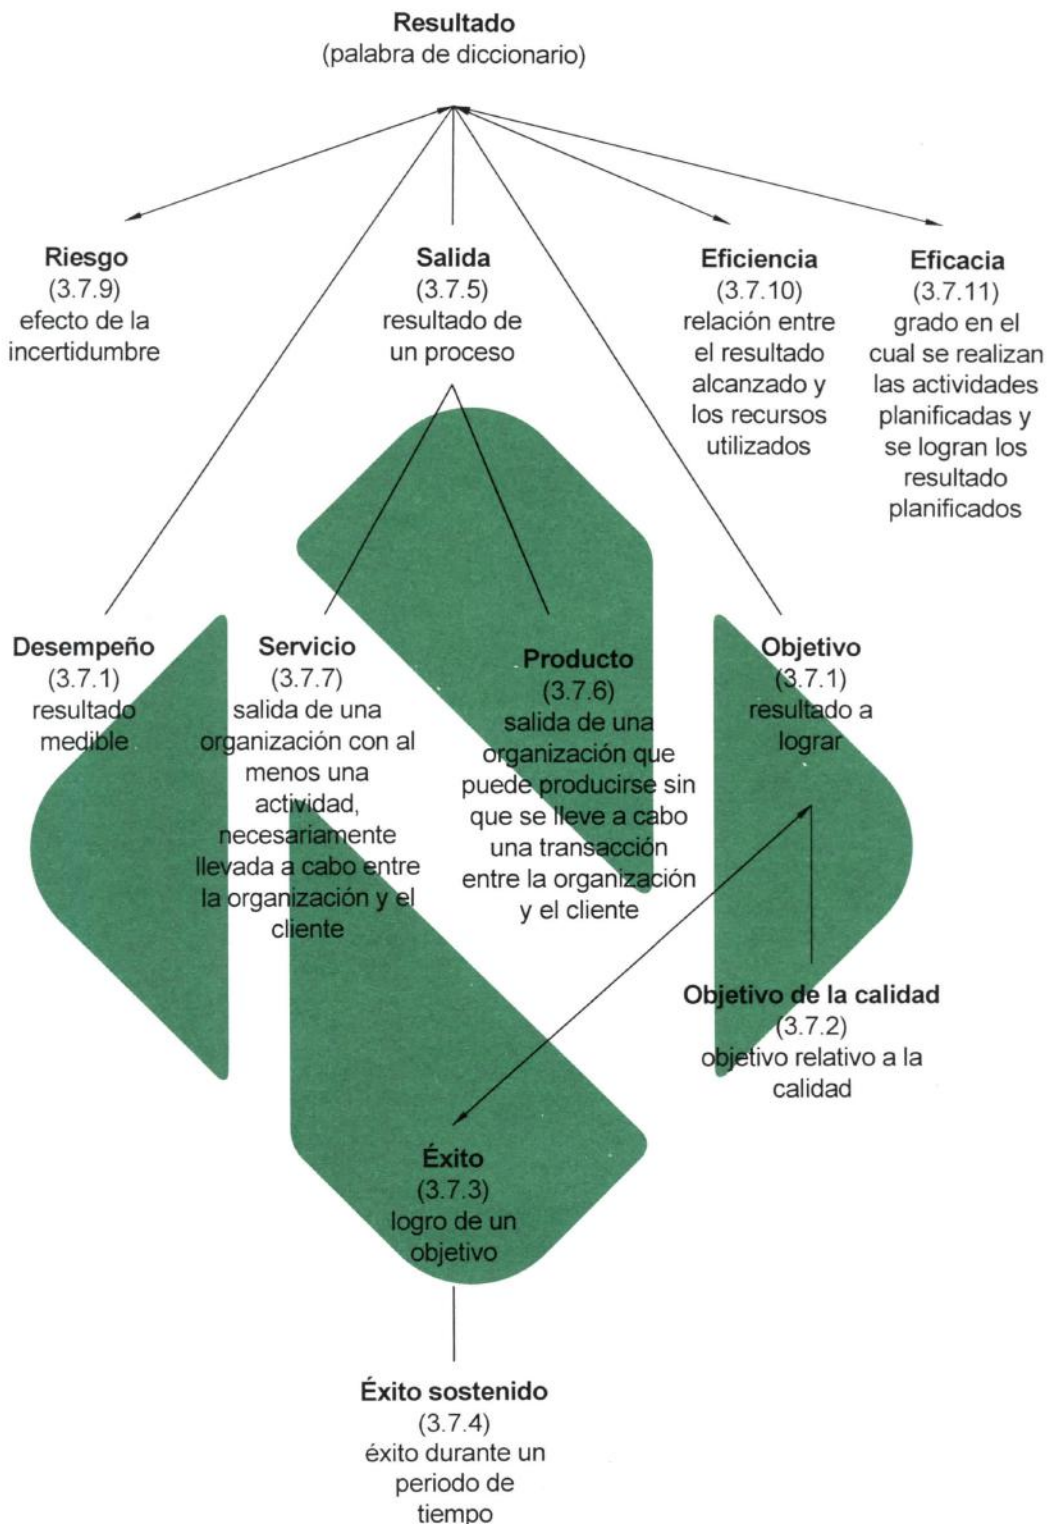 Resultado
(palabra de diccionario)
Riesgo
(3.7.9)
efecto de la
incertidumbre
Salida
(3.7.5)
resultado de
un proceso
Eficiencia
(3.7.10)
relación entre
el resultado
alcanzado y
los recursos
utilizados
Eficacia
(3.7.11)
grado en el
cual se realizan
las actividades
planificadas y
se logran los
resultado
planificados
Desempeño
(3.7.1)
resultado
medible
Servicio
(3.7.7)
salida de una
organización con al
menos una
actividad,
necesariamente
llevada a cabo entre
la organización y el
cliente
Producto
(3.7.6)
salida de una
organización que
puede producirse sin
que se lleve a cabo
una transacción
entre la organización
y el cliente
Objetivo
(3.7.1)
resultado a
lograr
Objetivo de la calidad
(3.7.2)
objetivo relativo a la
calidad
Éxito
(3.7.3)
logro de un
objetivo
Éxito sostenido
(3.7.4)
éxito durante un
periodo de
tiempo